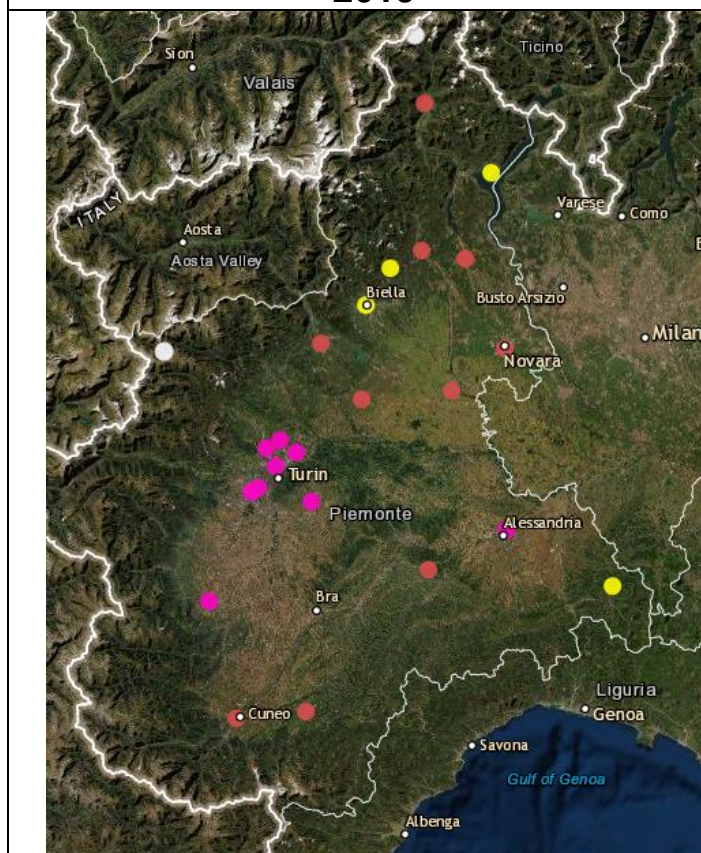 Ticino
Sion
Valais
ITALY
Varese
Como
Aosta
Aosta Valley
Biella
Busto Arsizio
Milan
Novara
Turin
Piemonte
Alessandria
Bra
Liguria
Cuneo
Genoa
Savona
Gulf of Genoa
Albenga